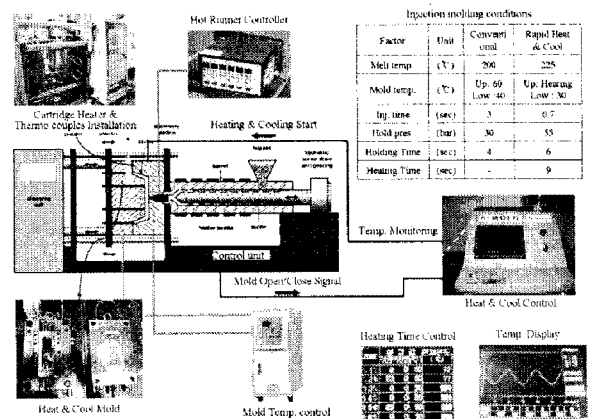 Hot Runner Controller
Injection molding conditions
Factor Unit Conventi onal Rapid Heat & Cool
Melt temp (℃) 200 225
Mold temp. (℃) Up: 60 Low :40 Up: Heating Low : 30
Inj. time (sec) 3 0.7
Hold pres (bar) 30 55
Holding Time (sec) 4 6
Heating Time (sec) - 9
Cartridge Heater &
Thermo couples Installation
Heating & Cooling Start
Temp. Monitoring
Control unit
Mold Open/Close Signal
Heat & Cool Control
Heating Time Control
Temp. Display
Heat & Cool Mold
Mold Temp. control